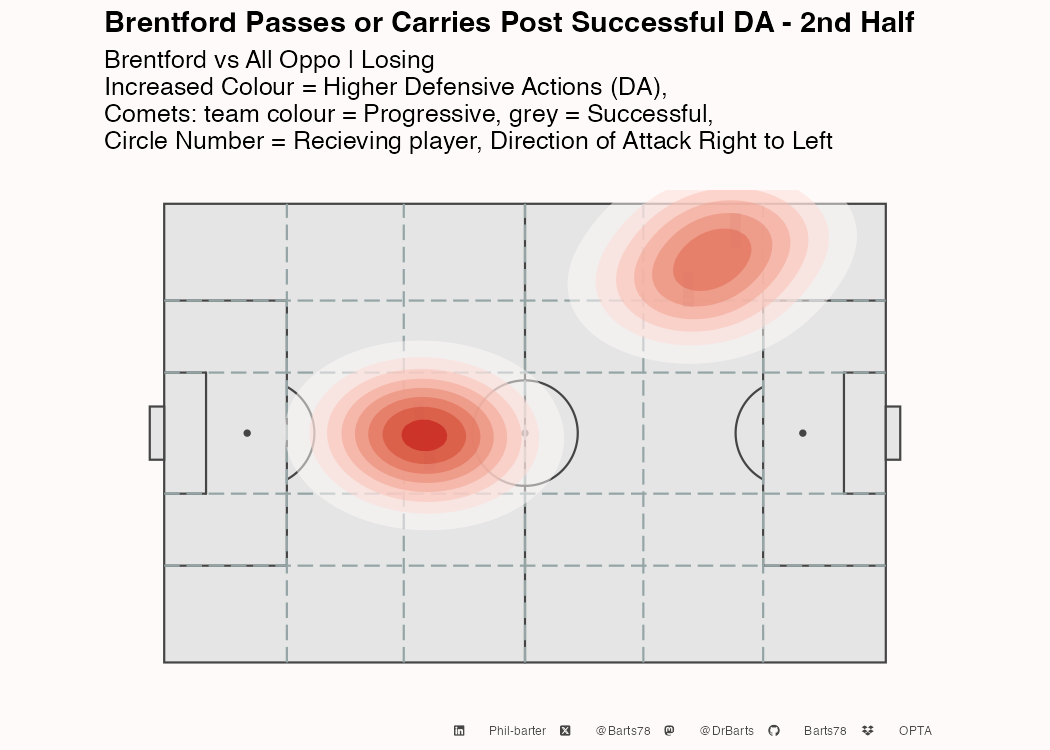 Brentford Passes or Carries Post Successful DA - 2nd Half
Brentford vs All Oppo | Losing
Increased Colour = Higher Defensive Actions (DA),
Comets: team colour = Progressive, grey = Successful,
Circle Number = Recieving player, Direction of Attack Right to Left
Phil-barter @Barts78 @DrBarts Barts78 OPTA